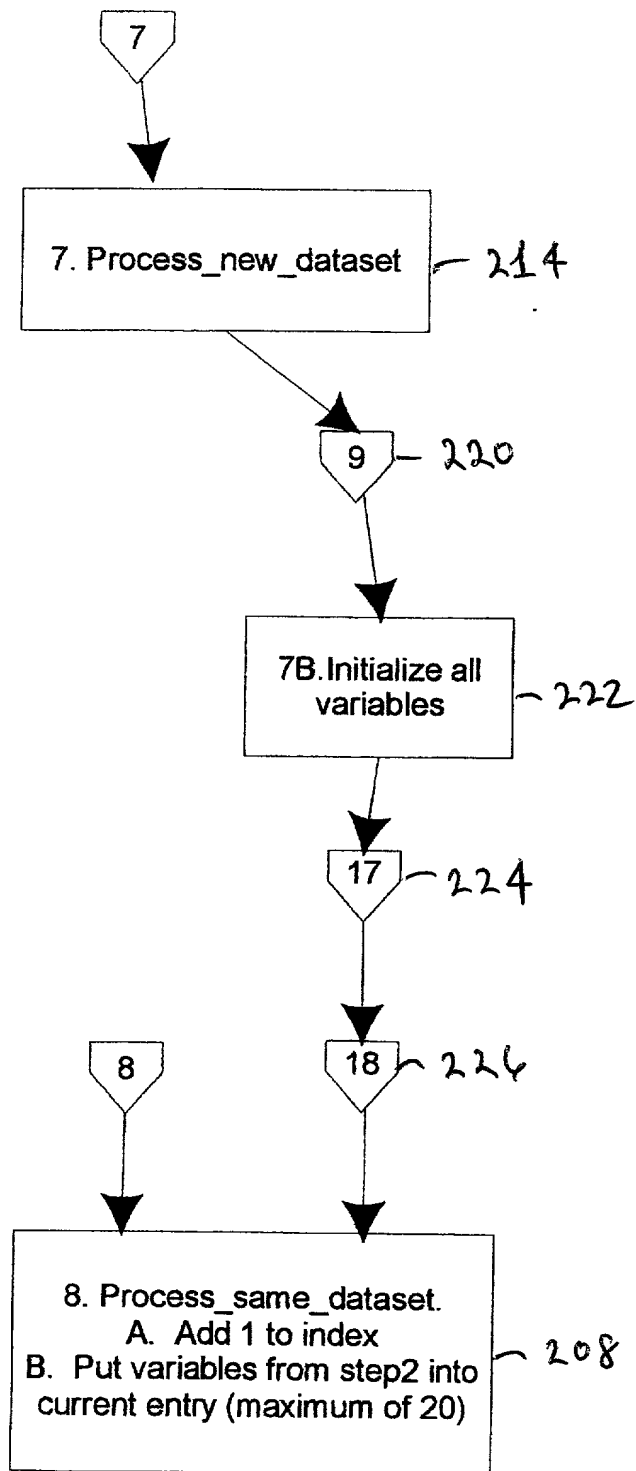 7
7. Process_new_dataset
214
9
220
7B.Initialize all
variables
222
17
224
8
18
226
8. Process_same_dataset.
A. Add 1 to index
B. Put variables from step2 into
current entry (maximum of 20)
208